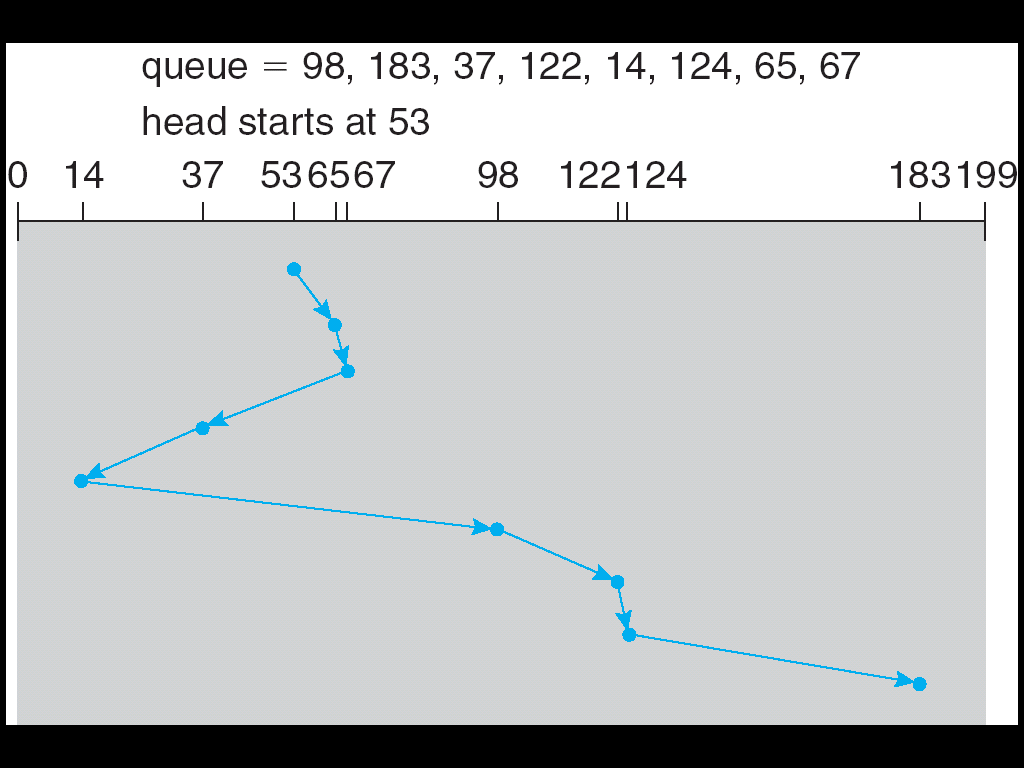 queue = 98, 183, 37, 122, 14, 124, 65, 67
head starts at 53
0 14 37 53 65 67 98 122 124 183 199